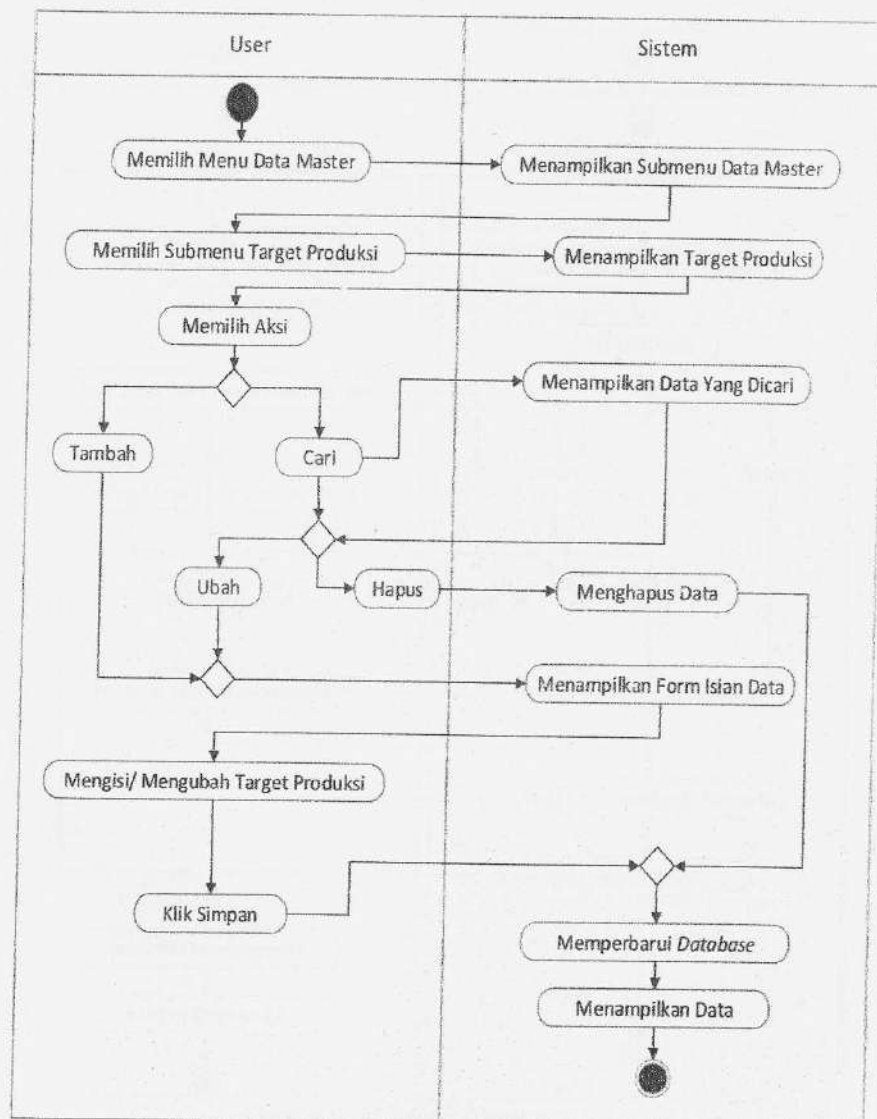 User
Sistem
Memilih Menu Data Master
Menampilkan Submenu Data Master
Memilih Submenu Target Produksi
Menampilkan Target Produksi
Memilih Aksi
Menampilkan Data Yang Dicari
Tambah
Cari
Ubah
Hapus
Menghapus Data
Menampilkan Form Isian Data
Mengisi/ Mengubah Target Produksi
Klik Simpan
Memperbarui Database
Menampilkan Data